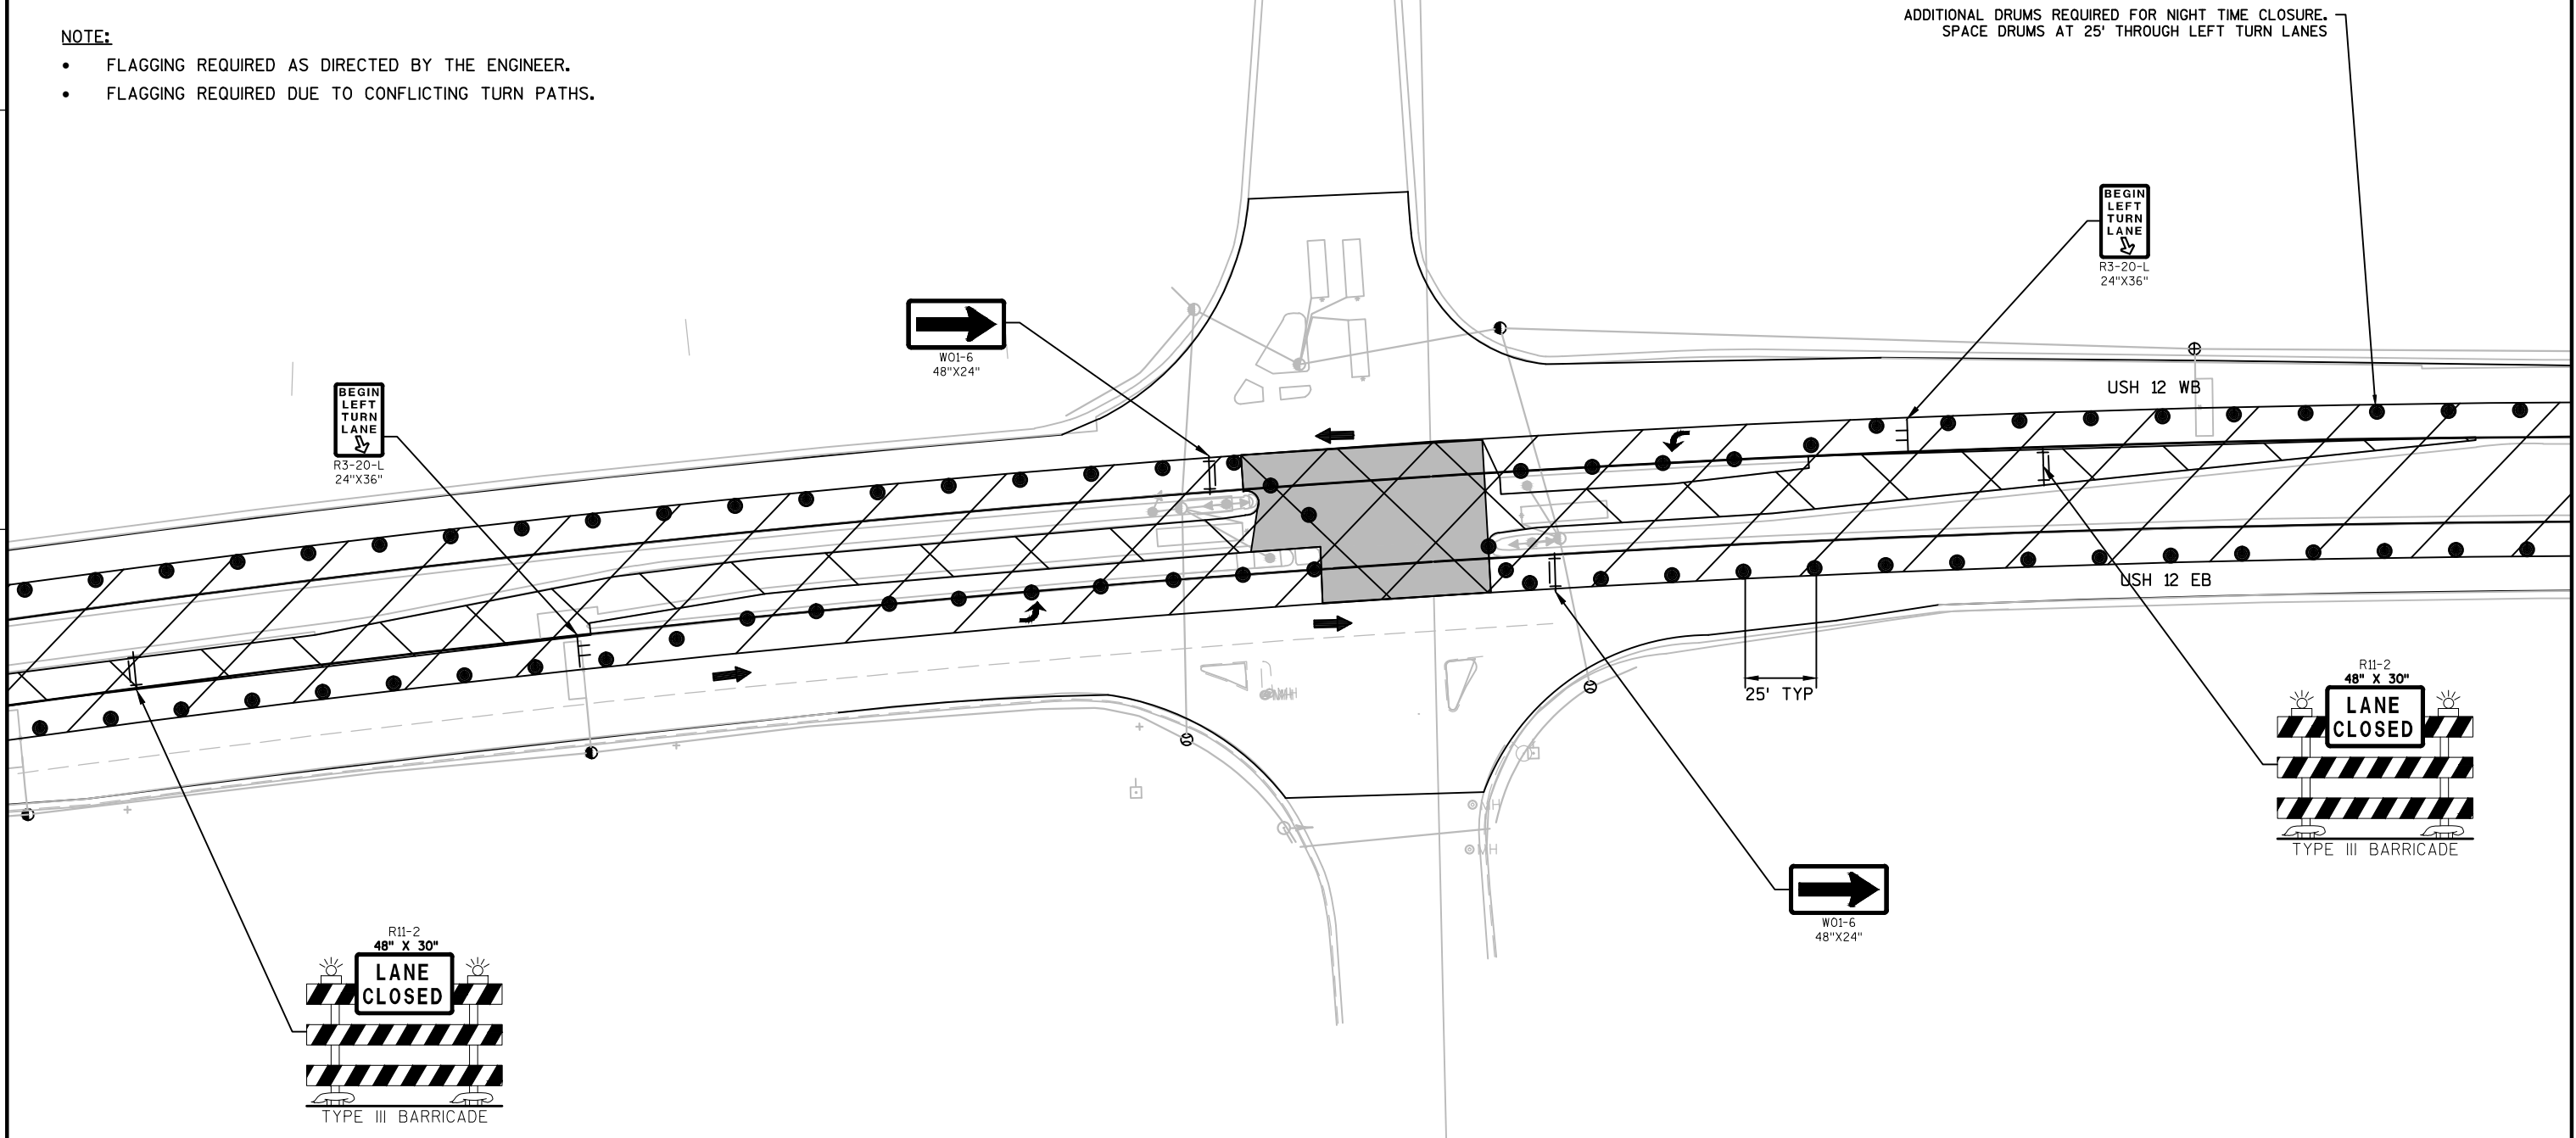 NOTE:
• FLAGGING REQUIRED AS DIRECTED BY THE ENGINEER.
• FLAGGING REQUIRED DUE TO CONFLICTING TURN PATHS.
ADDITIONAL DRUMS REQUIRED FOR NIGHT TIME CLOSURE.
SPACE DRUMS AT 25' THROUGH LEFT TURN LANES
BEGIN
LEFT
TURN
LANE
R3-20-L
24"X36"
W01-6
48"X24"
BEGIN
LEFT
TURN
LANE
R3-20-L
24"X36"
USH 12 WB
USH 12 EB
25' TYP
R11-2
48" X 30"
LANE
CLOSED
TYPE III BARRICADE
MH
MH
W01-6
48"X24"
R11-2
48" X 30"
LANE
CLOSED
TYPE III BARRICADE